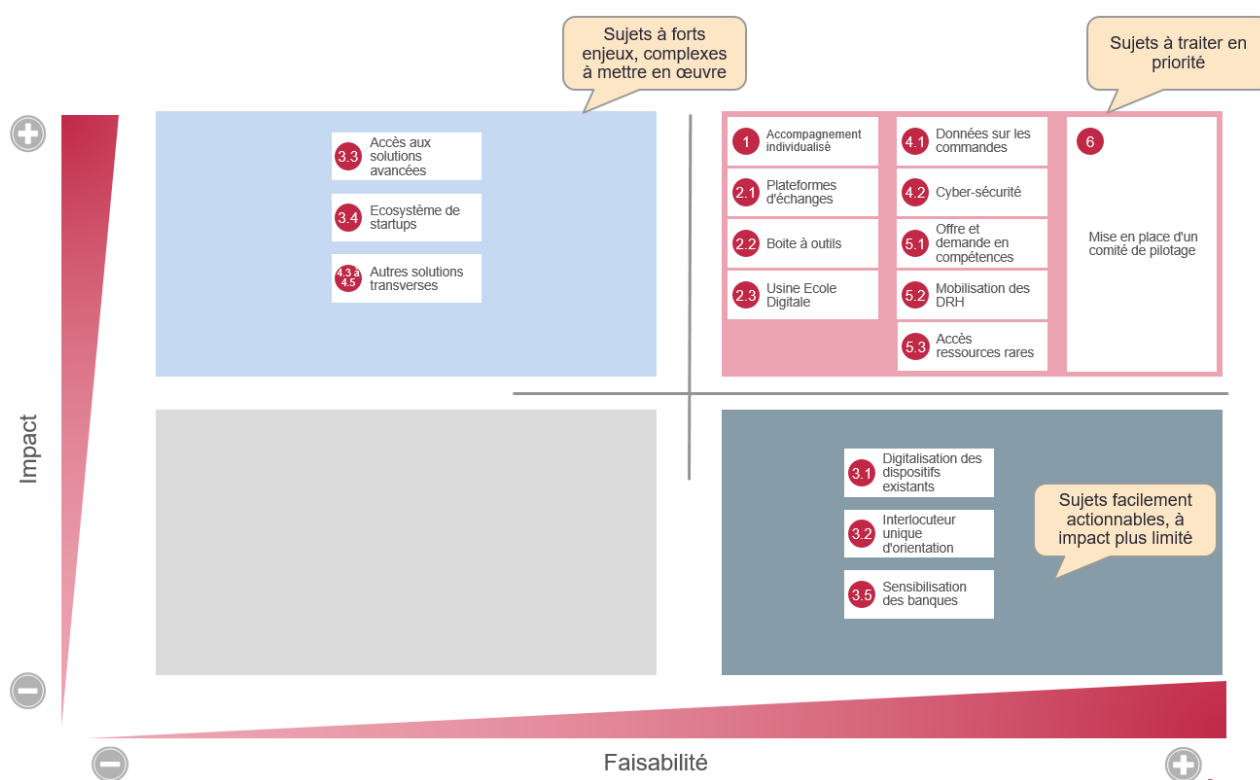 Sujets à forts
enjeux, complexes
à mettre en œuvre
Sujets à traiter en
priorité
3.3
Accès aux
solutions
avancées
3.4
Ecosystème de
startups
4.3 à
4.5
Autres solutions
transverses
1
Accompagnement
individualisé
2.1
Plateformes
d'échanges
2.2
Boite à outils
2.3
Usine Ecole
Digitale
4.1
Données sur les
commandes
4.2
Cyber-sécurité
5.1
Offre et
demande en
compétences
5.2
Mobilisation des
DRH
5.3
Accès
ressources rares
6
Mise en place d'un
comité de pilotage
Impact
3.1
Digitalisation des
dispositifs
existants
3.2
Interlocuteur
unique
d'orientation
3.5
Sensibilisation
des banques
Sujets facilement
actionnables, à
impact plus limité
Faisabilité